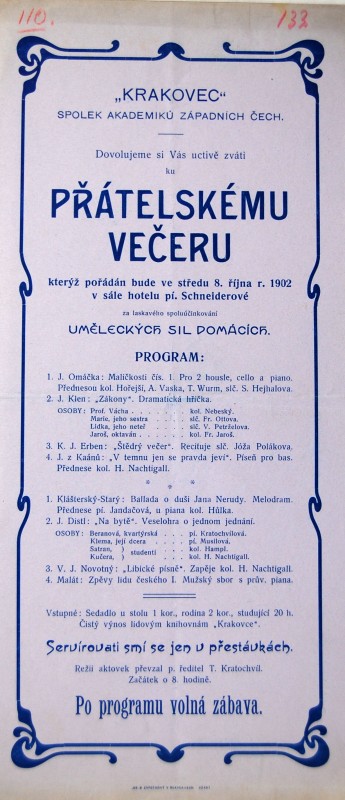 110.
133
„KRAKOVEC“
SPOLEK AKADEMIKŮ ZÁPADNÍCH ČECH.
Dovolujeme si Vás uctivě zváti
ku
PŘÁTELSKÉMU
VEČERU
kterýž pořádán bude ve středu 8. října r. 1902
v sále hotelu pí. Schneiderové
za laskavého spoluúčinkování
UMĚLECKÝCH SIL DOMÁCÍCH.
PROGRAM:
1. J. Omáčka: Maličkosti čís. 1. Pro 2 housle, cello a piano.
Přednesou kol. Hořejší, A. Vaska, T. Wurm, slč. S. Hejhalova.
2. J. Klen: „Zákony“. Dramatická hříčka.
OSOBY: Prof. Vácha . . . . . . kol. Nebeský.
Marie, jeho sestra . . . . slč. Fr. Ottova.
Lidka, jeho neteř . . . . slč. V. Petrželova.
Jaroš, oktaván . . . . . kol. Fr. Jaroš.
3. K. J. Erben: „Štědrý večer“. Recituje slč. Jóža Polákova.
4. J. z Kaánů: „V temnu jen se pravda jeví“. Píseň pro bas.
Přednese kol. H. Nachtigall.
* * *
1. Klášterský-Starý: Ballada o duši Jana Nerudy. Melodram.
Přednese pí. Jandačová, u piana kol. Hůlka.
2. J. Distl: „Na bytě“. Veselohra o jednom jednání.
OSOBY: Beranová, kvartýrská . . . pí. Kratochvílová.
Klema, její dcera . . . . pí. Musilová.
Satran, ) studenti . . kol. Hampl.
Kučera, ) . . kol. H. Nachtigall.
3. V. J. Novotný: „Libické písně“. Zapěje kol. H. Nachtigall.
4. Malát: Zpěvy lidu českého I. Mužský sbor s prův. piana.
Vstupné: Sedadlo u stolu 1 kor., rodina 2 kor., studující 20 h.
Čistý výnos lidovým knihovnám „Krakovce“.
Servírovati smí se jen v přestávkách.
Režii aktovek převzal p. ředitel T. Kratochvíl.
Začátek o 8. hodině.
Po programu volná zábava.